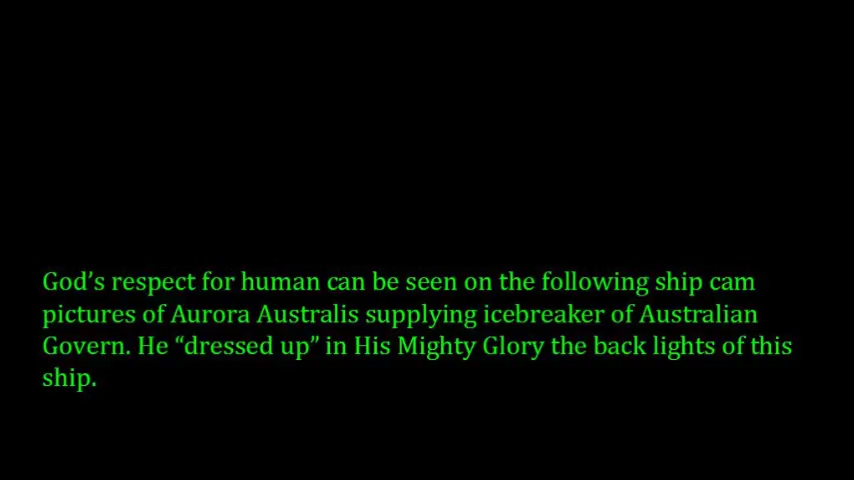 God’s respect for human can be seen on the following ship cam
pictures of Aurora Australis supplying icebreaker of Australian
Govern. He “dressed up” in His Mighty Glory the back lights of this
ship.